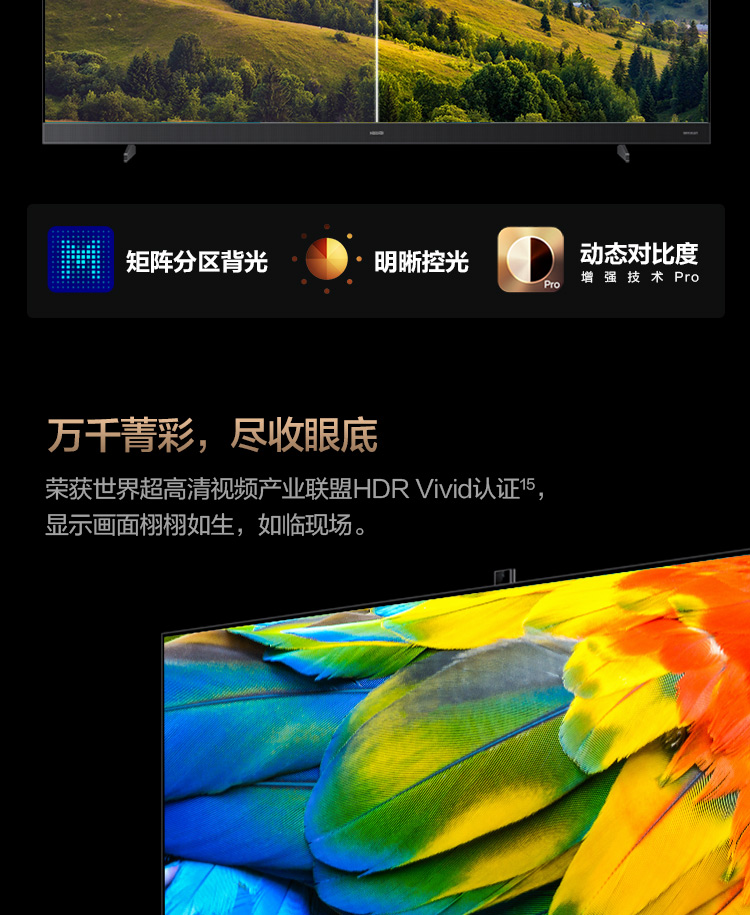 矩阵分区背光
明晰控光
Pro
动态对比度
增强技术 Pro
万千菁彩，尽收眼底
荣获世界超高清视频产业联盟HDR Vivid认证15，
显示画面栩栩如生，如临现场。